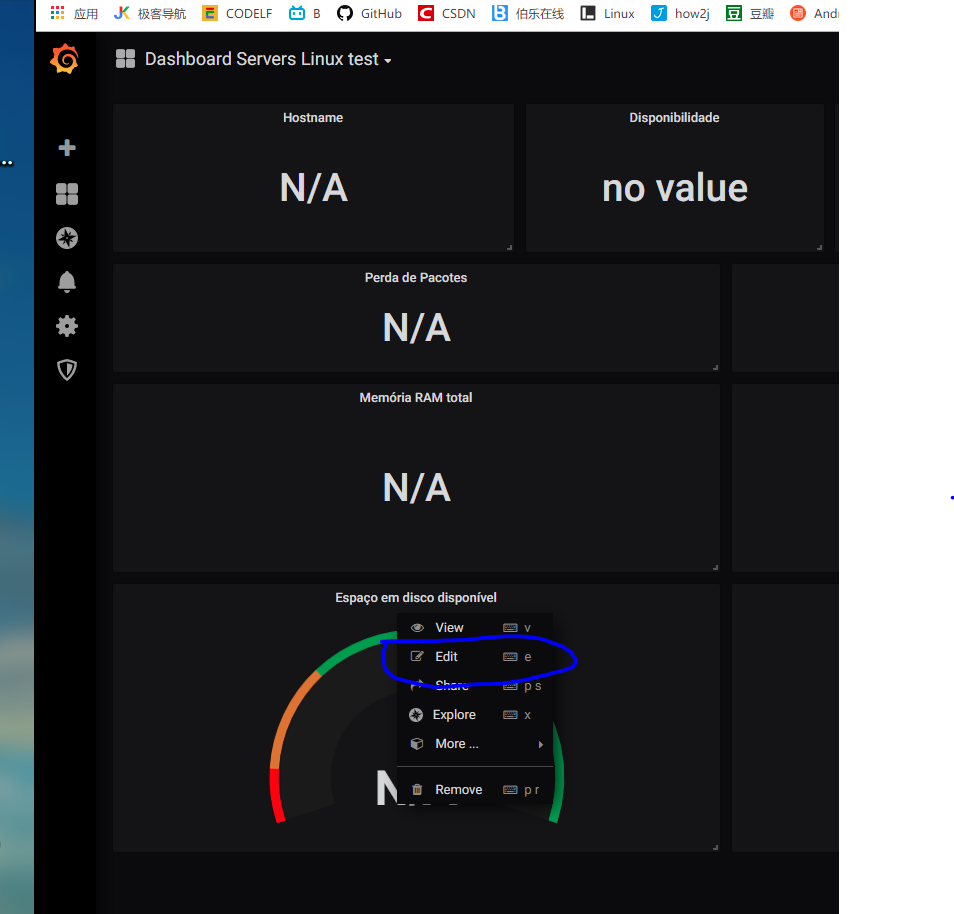 应用 极客导航 CODELF B GitHub CSDN 伯乐在线 Linux how2j 豆瓣
Dashboard Servers Linux test
Hostname
N/A
Disponibilidade
no value
Perda de Pacotes
N/A
Memória RAM total
N/A
Espaço em disco disponível
View v
Edit e
Share p s
Explore x
More ...
Remove p r